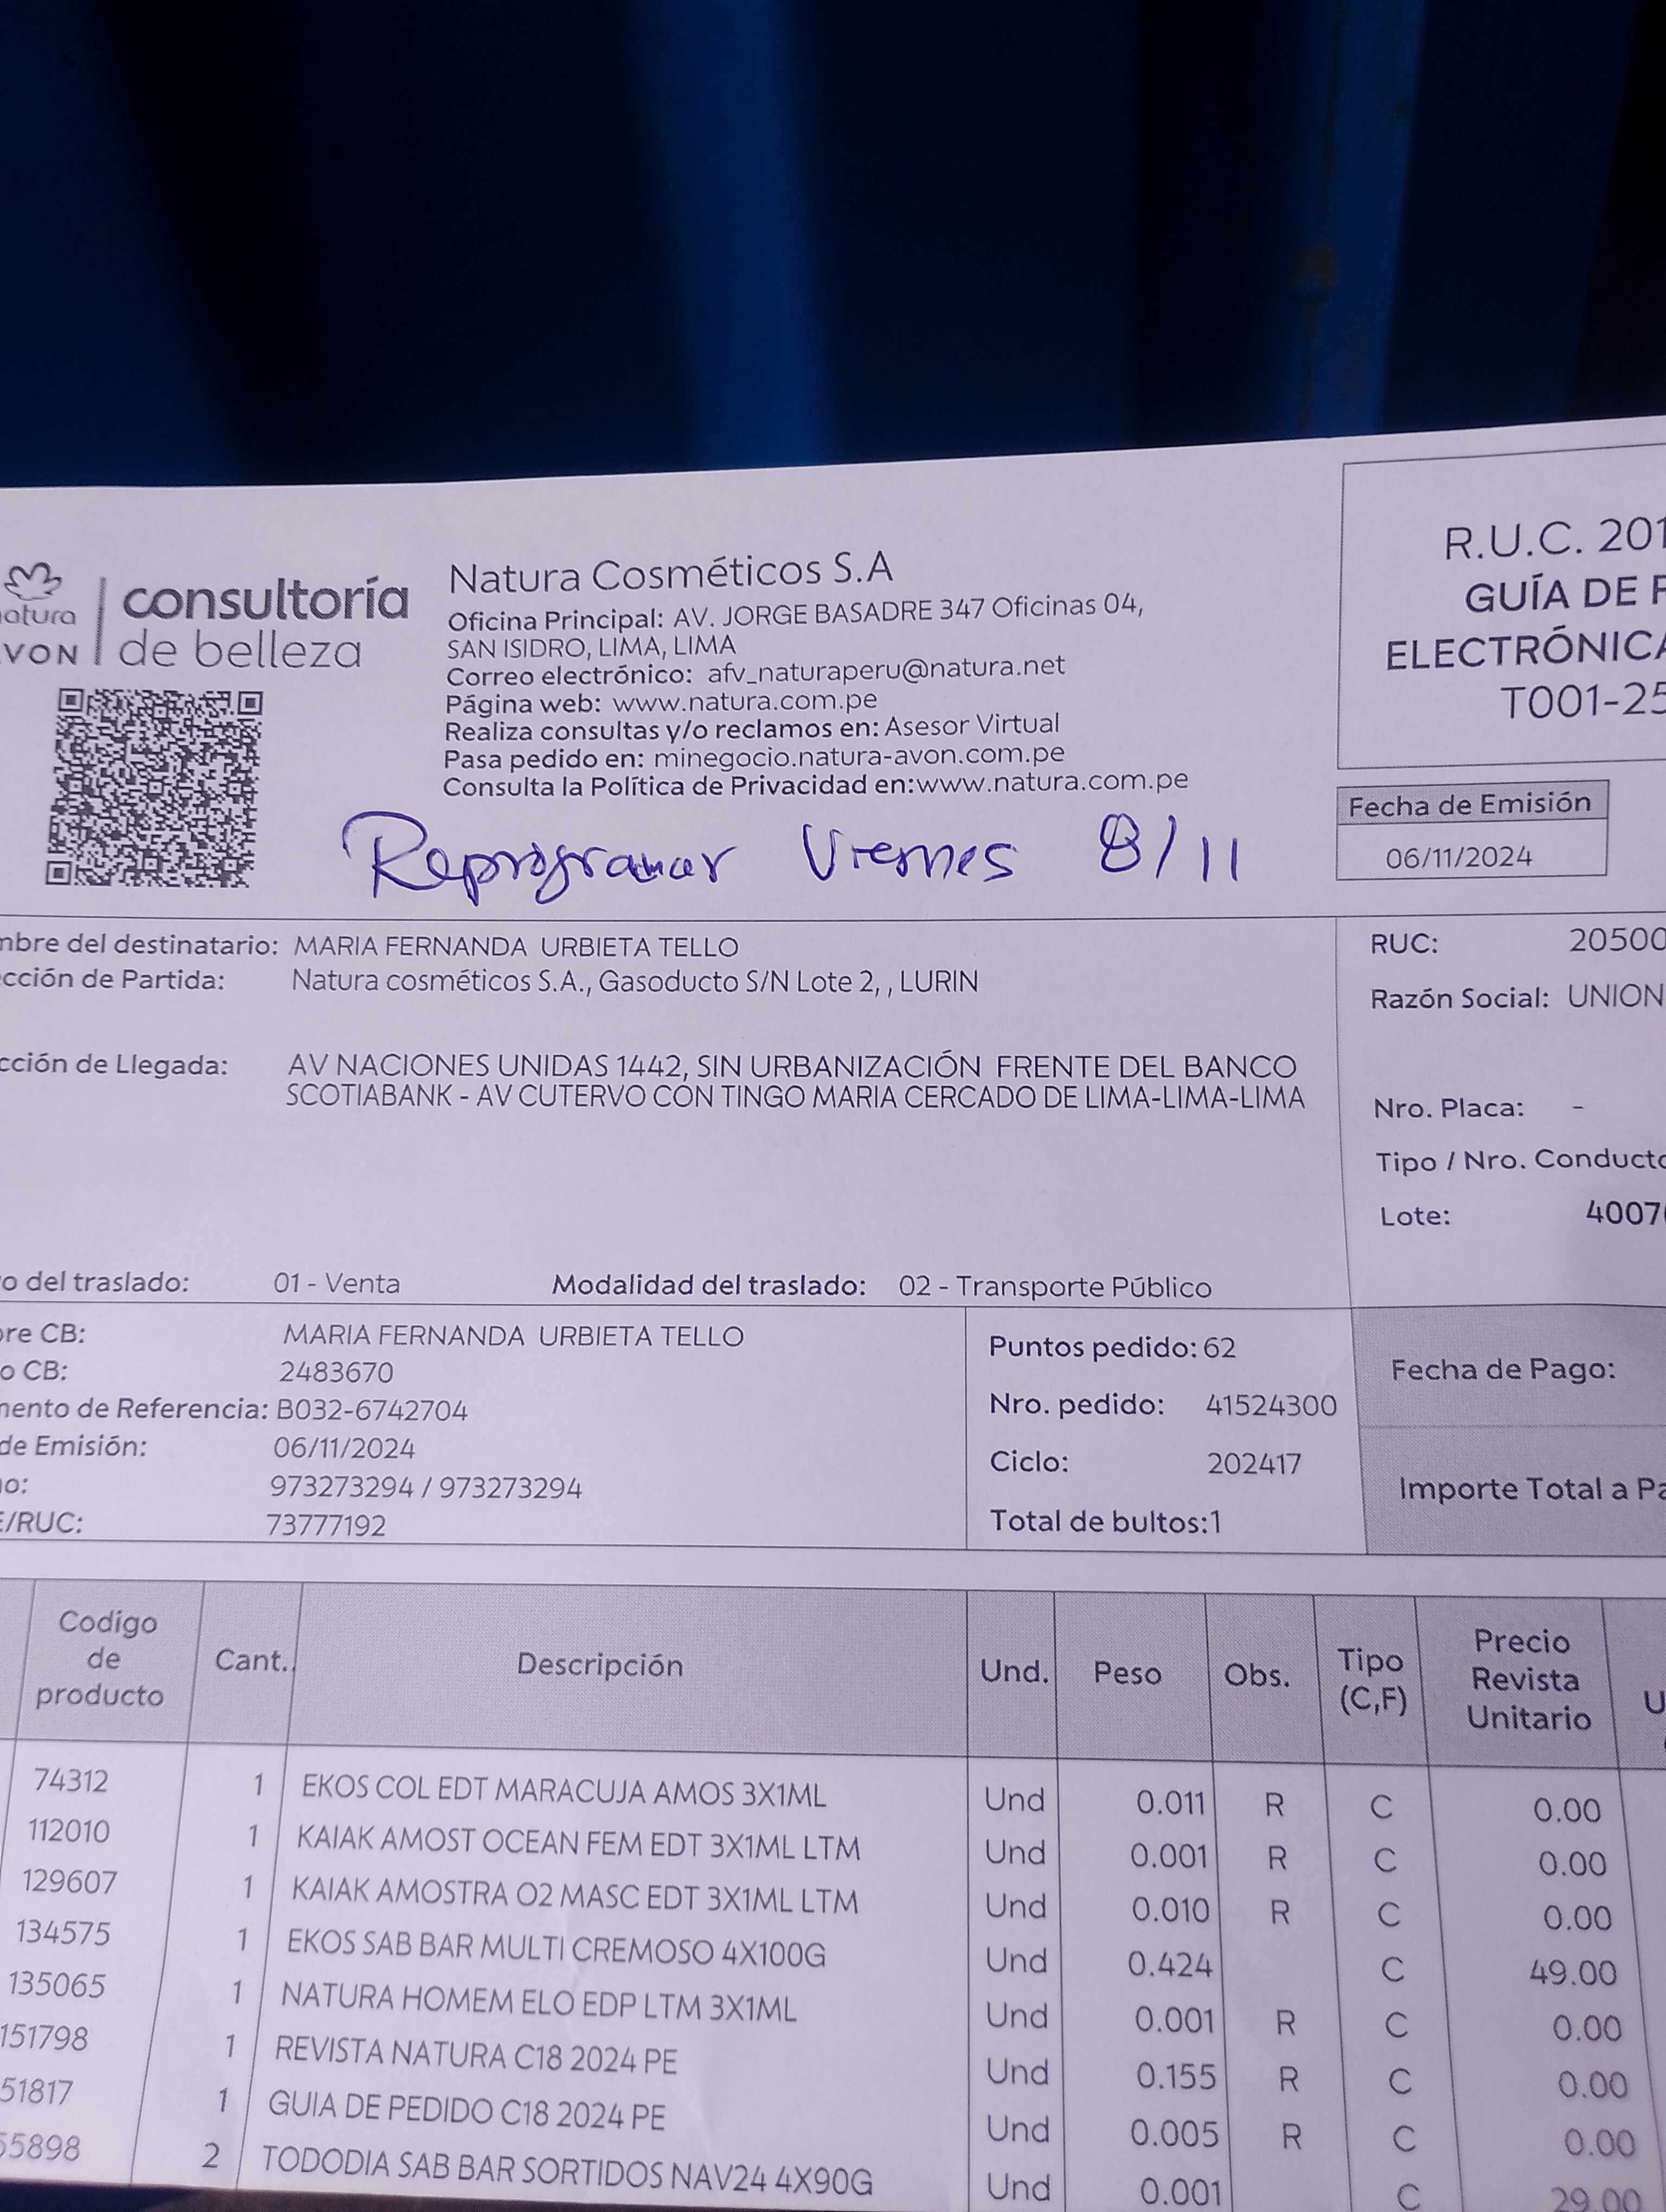 natura
consultoría
AVON
de belleza
Natura Cosméticos S.A
Oficina Principal: AV. JORGE BASADRE 347 Oficinas 04,
SAN ISIDRO, LIMA, LIMA
Correo electrónico: afv_naturaperu@natura.net
Página web: www.natura.com.pe
Realiza consultas y/o reclamos en: Asesor Virtual
Pasa pedido en: minegocio.natura-avon.com.pe
Consulta la Política de Privacidad en:www.natura.com.pe
R.U.C. 201
GUÍA DE R
ELECTRÓNICA
T001-25
Fecha de Emisión
06/11/2024
Reprogramar Viernes 8/11
mbre del destinatario: MARIA FERNANDA URBIETA TELLO
cción de Partida: Natura cosméticos S.A., Gasoducto S/N Lote 2, , LURIN
cción de Llegada: AV NACIONES UNIDAS 1442, SIN URBANIZACIÓN FRENTE DEL BANCO
SCOTIABANK - AV CUTERVO CON TINGO MARIA CERCADO DE LIMA-LIMA-LIMA
o del traslado: 01 - Venta Modalidad del traslado: 02 - Transporte Público
RUC: 20500
Razón Social: UNION
Nro. Placa: -
Tipo / Nro. Conducto
Lote: 4007
re CB: MARIA FERNANDA URBIETA TELLO
o CB: 2483670
mento de Referencia: B032-6742704
de Emisión: 06/11/2024
no: 973273294 / 973273294
E/RUC: 73777192
Puntos pedido: 62
Nro. pedido: 41524300
Ciclo: 202417
Total de bultos:1
Fecha de Pago:
Importe Total a Pa
Codigo de producto Cant. Descripción Und. Peso Obs. Tipo (C,F) Precio Revista Unitario U
74312 1 EKOS COL EDT MARACUJA AMOS 3X1ML Und 0.011 R C 0.00
112010 1 KAIAK AMOST OCEAN FEM EDT 3X1ML LTM Und 0.001 R C 0.00
129607 1 KAIAK AMOSTRA O2 MASC EDT 3X1ML LTM Und 0.010 R C 0.00
134575 1 EKOS SAB BAR MULTI CREMOSO 4X100G Und 0.424 C 49.00
135065 1 NATURA HOMEM ELO EDP LTM 3X1ML Und 0.001 R C 0.00
151798 1 REVISTA NATURA C18 2024 PE Und 0.155 R C 0.00
51817 1 GUIA DE PEDIDO C18 2024 PE Und 0.005 R C 0.00
55898 2 TODODIA SAB BAR SORTIDOS NAV24 4X90G Und 0.001 C 29.00